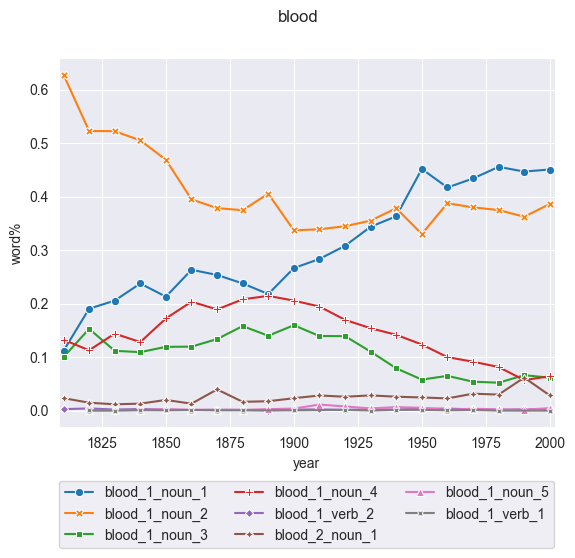 blood
0.6
0.5
0.4
0.3
0.2
0.1
0.0
word%
1825 1850 1875 1900 1925 1950 1975 2000
year
blood_1_noun_1 blood_1_noun_4 blood_1_noun_5
blood_1_noun_2 blood_1_verb_2 blood_1_verb_1
blood_1_noun_3 blood_2_noun_1